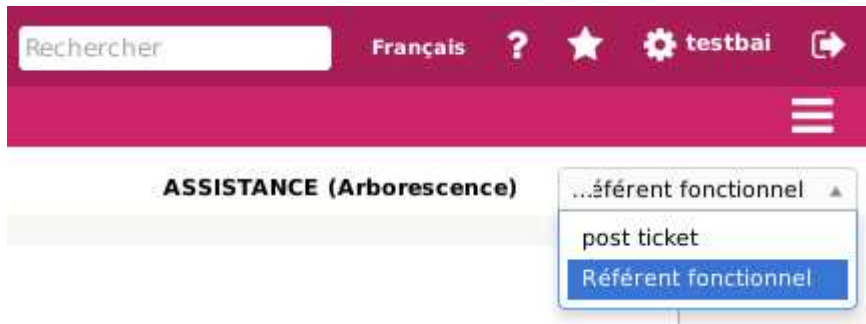 Rechercher Français ? testbai
ASSISTANCE (Arborescence) ...éférent fonctionnel
post ticket
Référent fonctionnel